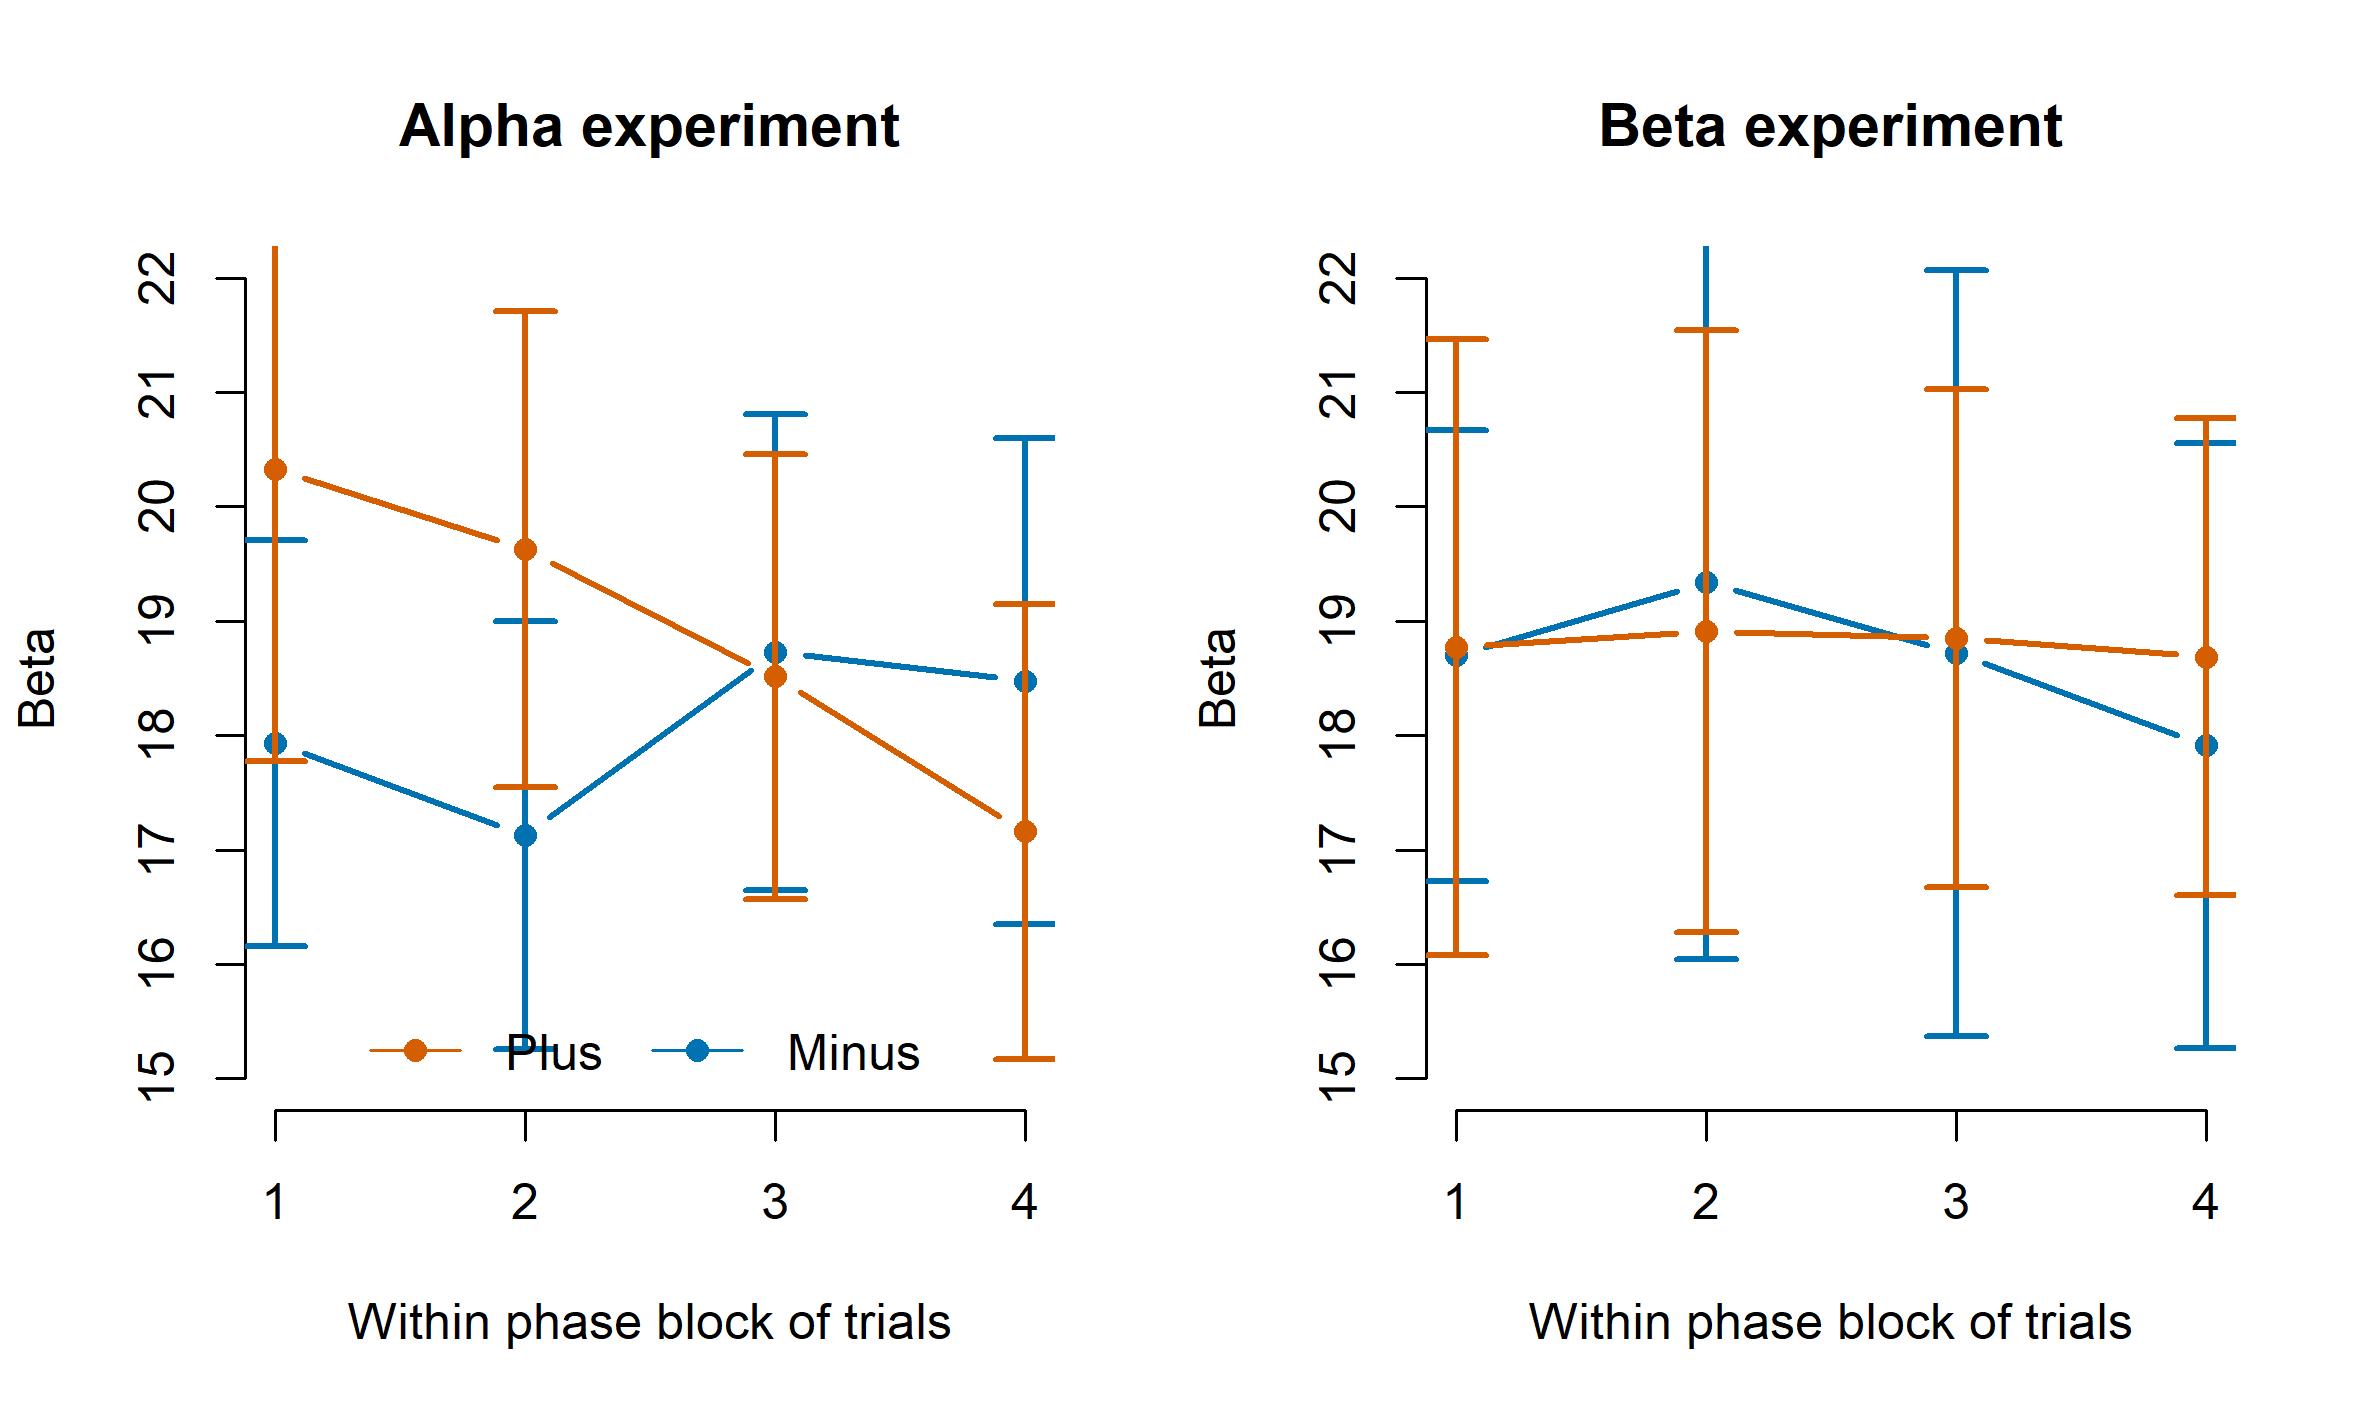 Alpha experiment
Beta
22
21
20
19
18
17
16
15
Plus
Minus
1 2 3 4
Within phase block of trials
Beta experiment
Beta
22
21
20
19
18
17
16
15
1 2 3 4
Within phase block of trials